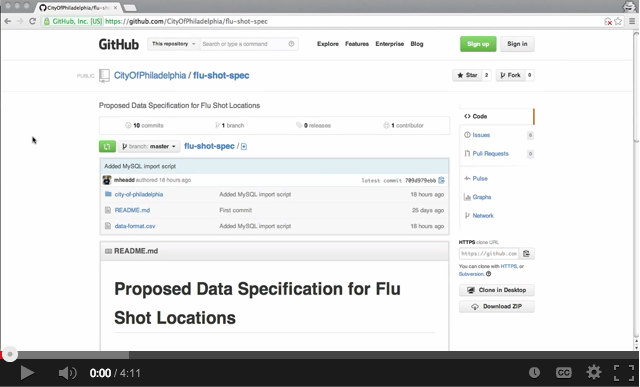 CityOfPhiladelphia/flu-sh
GitHub, Inc. [US] https://github.com/CityOfPhiladelphia/flu-shot-spec
GitHub This repository Search or type a command Explore Features Enterprise Blog Sign up Sign in
PUBLIC CityOfPhiladelphia / flu-shot-spec Star 2 Fork 0
Proposed Data Specification for Flu Shot Locations
10 commits 1 branch 0 releases 1 contributor
branch: master flu-shot-spec /
Added MySQL import script
mheadd authored 18 hours ago latest commit 709d979ebb
city-of-philadelphia Added MySQL import script 18 hours ago
README.md First commit 25 days ago
data-format.csv Added MySQL import script 18 hours ago
README.md
Proposed Data Specification for Flu
Shot Locations
Code
Issues 0
Pull Requests 0
Pulse
Graphs
Network
HTTPS clone URL
https://github.com
You can clone with HTTPS, or
Subversion.
Clone in Desktop
Download ZIP
0:00 / 4:11
CC